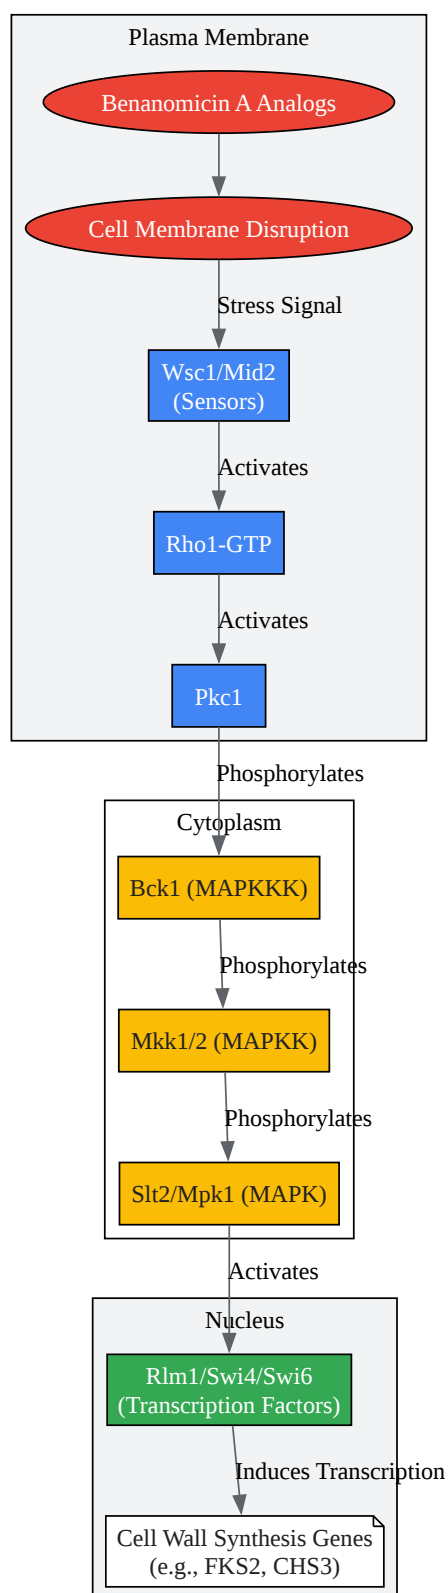 Plasma Membrane
Benanomicin A Analogs
Cell Membrane Disruption
Stress Signal
Wsc1/Mid2
(Sensors)
Activates
Rho1-GTP
Activates
Pkc1
Phosphorylates
Cytoplasm
Bck1 (MAPKKK)
Phosphorylates
Mkk1/2 (MAPKK)
Phosphorylates
Slt2/Mpk1 (MAPK)
Activates
Nucleus
Rlm1/Swi4/Swi6
(Transcription Factors)
Induces Transcription
Cell Wall Synthesis Genes
(e.g., FKS2, CHS3)